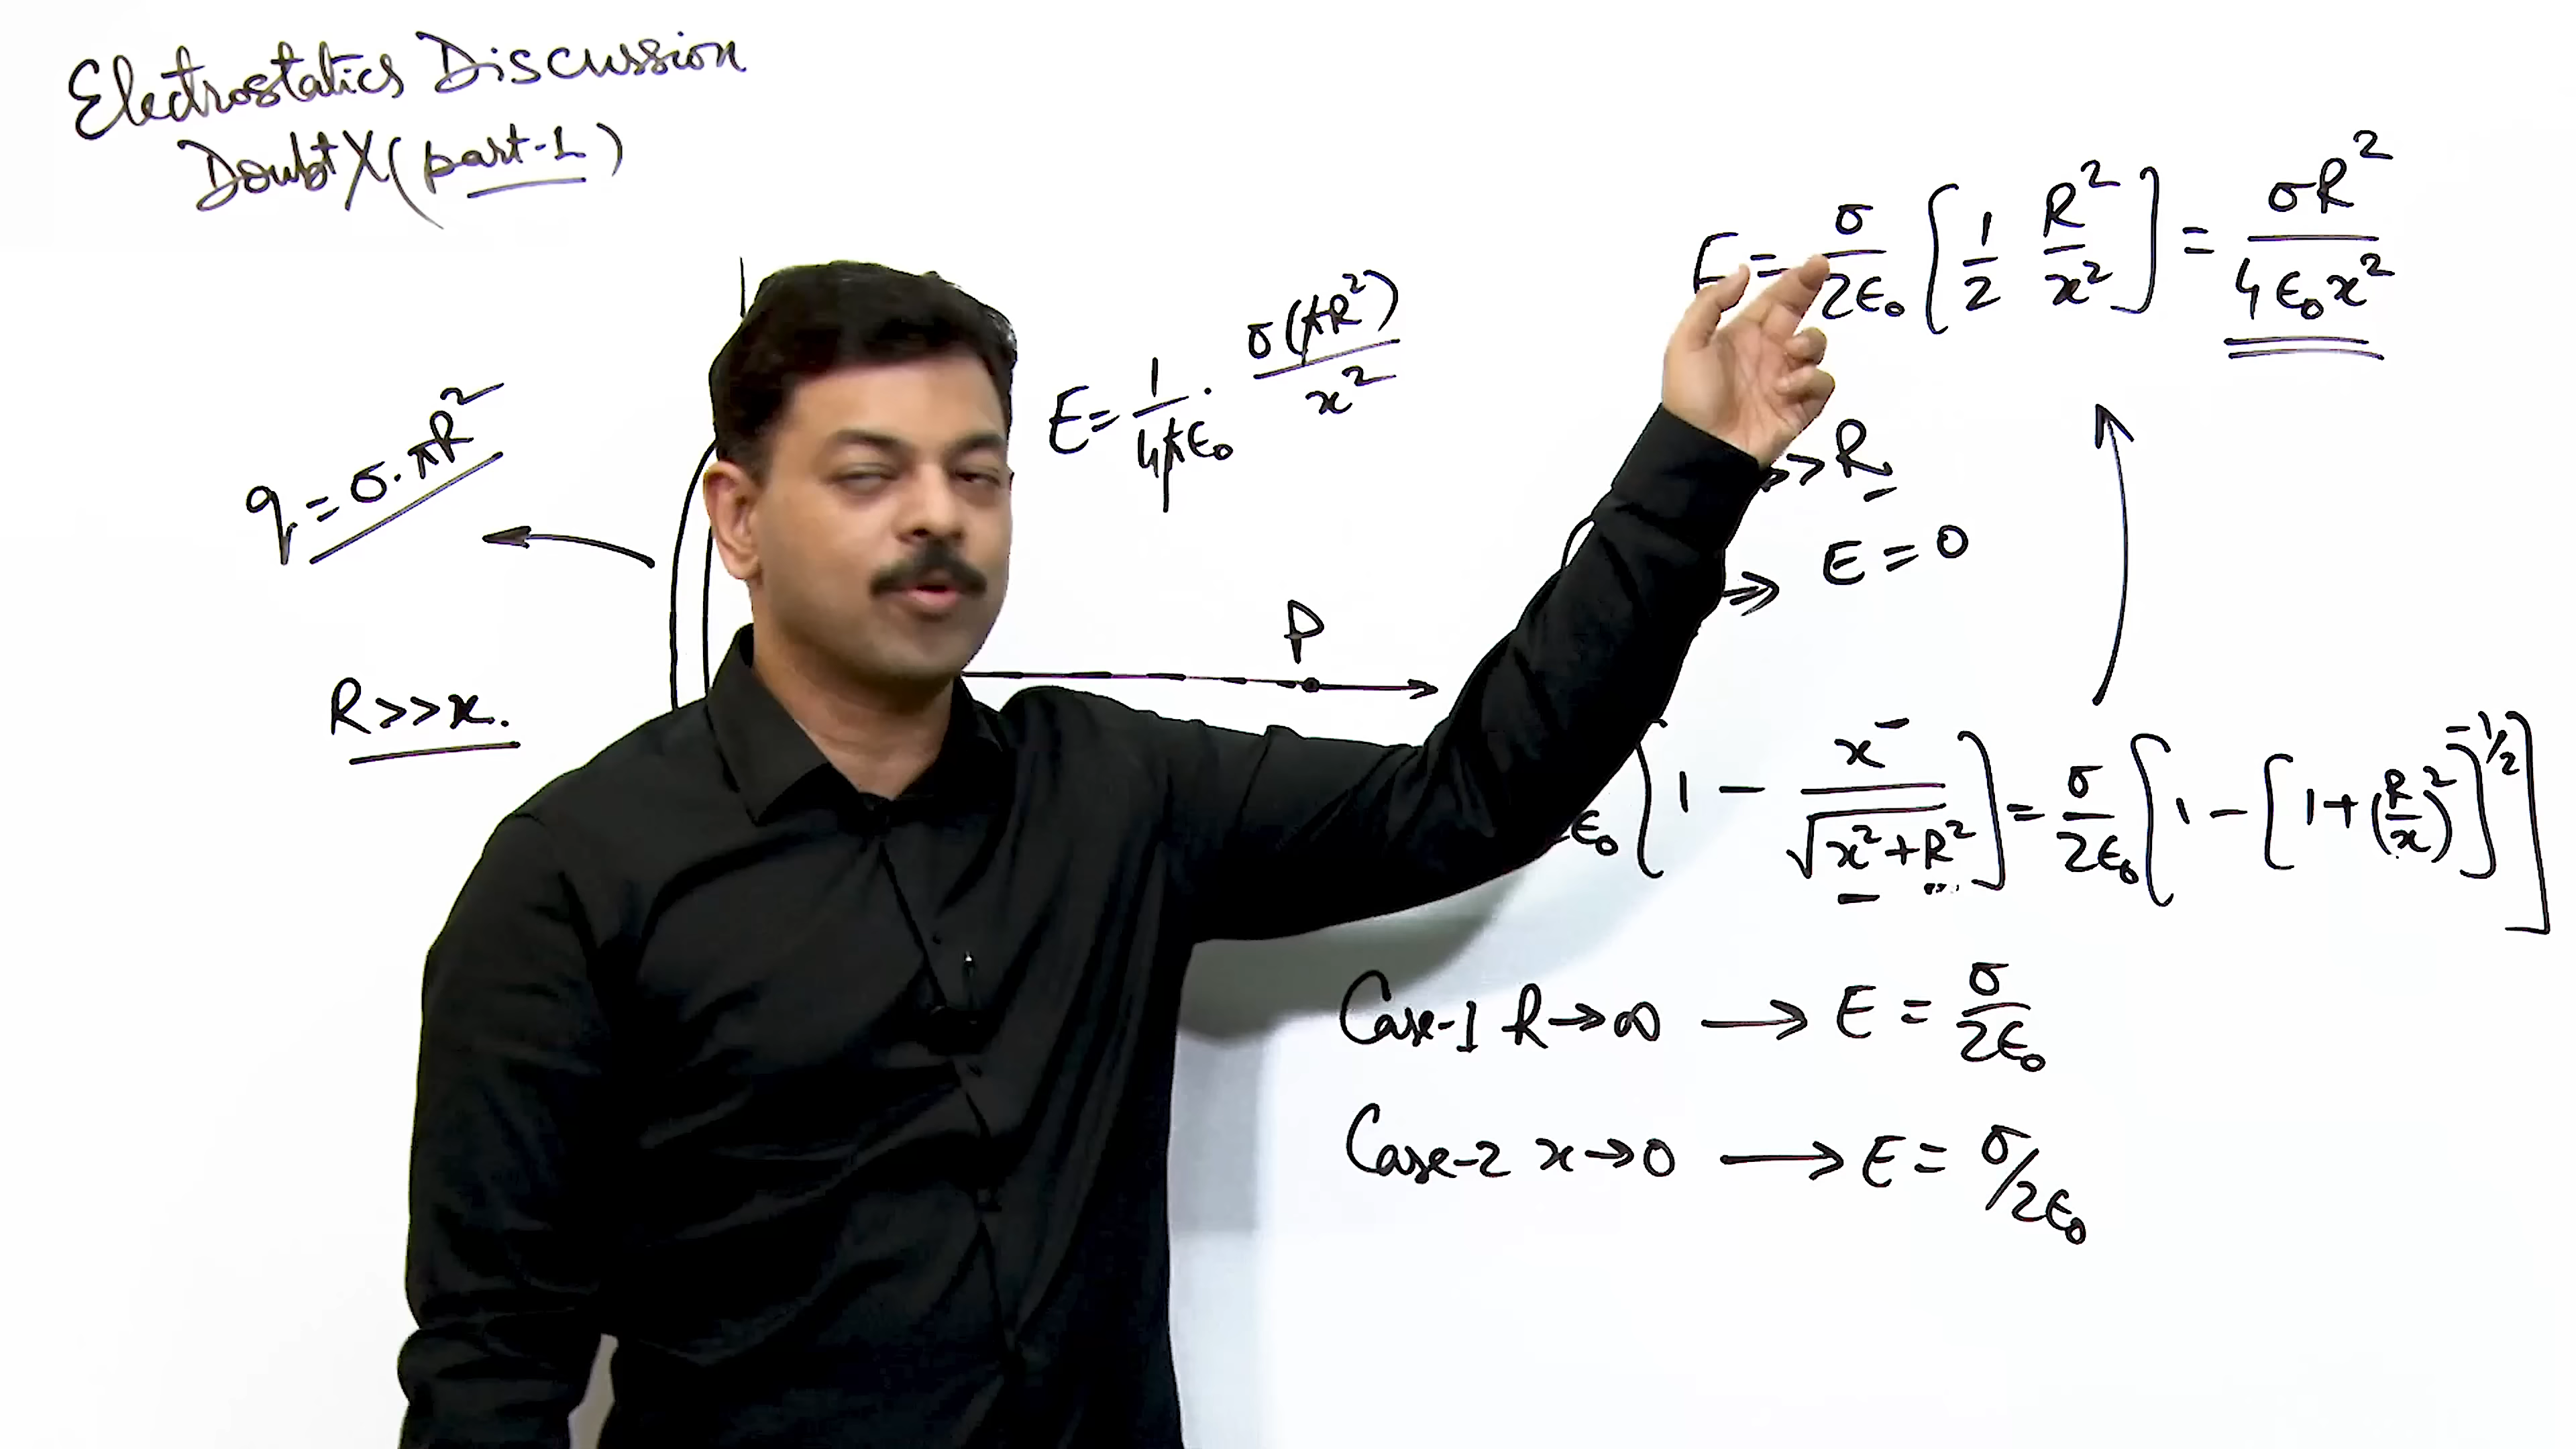 Electrostatics Discussion
Doubt X (part-1)
q = σ.πR²
R>>x.
E = 1/4πε₀ . σ(πR²)/x²
P
E = σ/2ε₀ [1/2 R²/x²] = σR²/4ε₀x²
>>R
→ E = 0
ε₀ [1 - x/√x²+R²] = σ/2ε₀ [1 - [1+(R/x)²]^-1/2]
Case-1 R→∞ → E = σ/2ε₀
Case-2 x→0 → E = σ/2ε₀